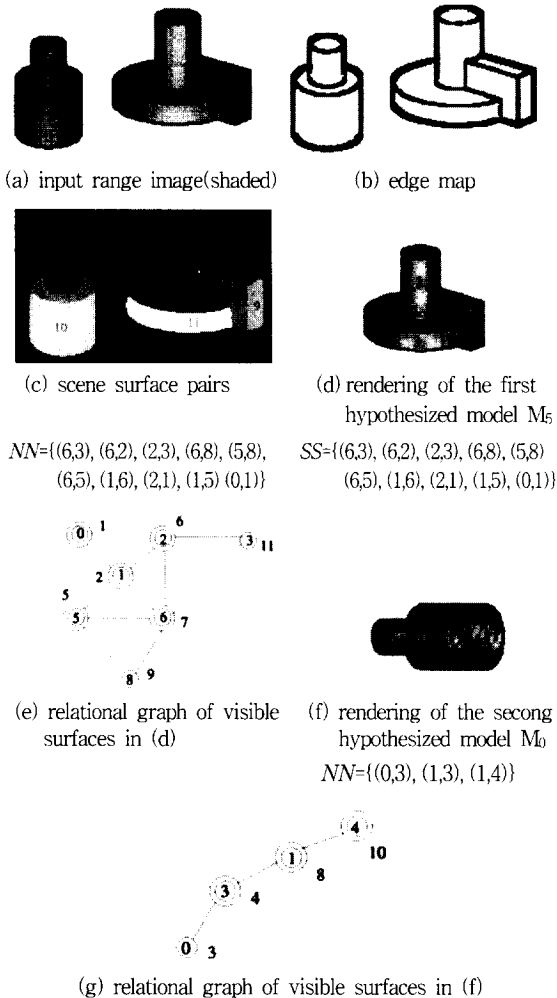 (a) input range image(shaded)
(b) edge map
10
11
9
(c) scene surface pairs
(d) rendering of the first
hypothesized model M₅
NN={(6,3), (6,2), (2,3), (6,8), (5,8),
(6,5), (1,6), (2,1), (1,5) (0,1)}
SS={(6,3), (6,2), (2,3), (6,8), (5,8)
(6,5), (1,6), (2,1), (1,5), (0,1)}
0 1
2 6
3 11
2 1
5
5
6 7
8 9
(e) relational graph of visible
surfaces in (d)
(f) rendering of the secong
hypothesized model M₀
NN={(0,3), (1,3), (1,4)}
4
10
1
8
3
4
0 3
(g) relational graph of visible surfaces in (f)